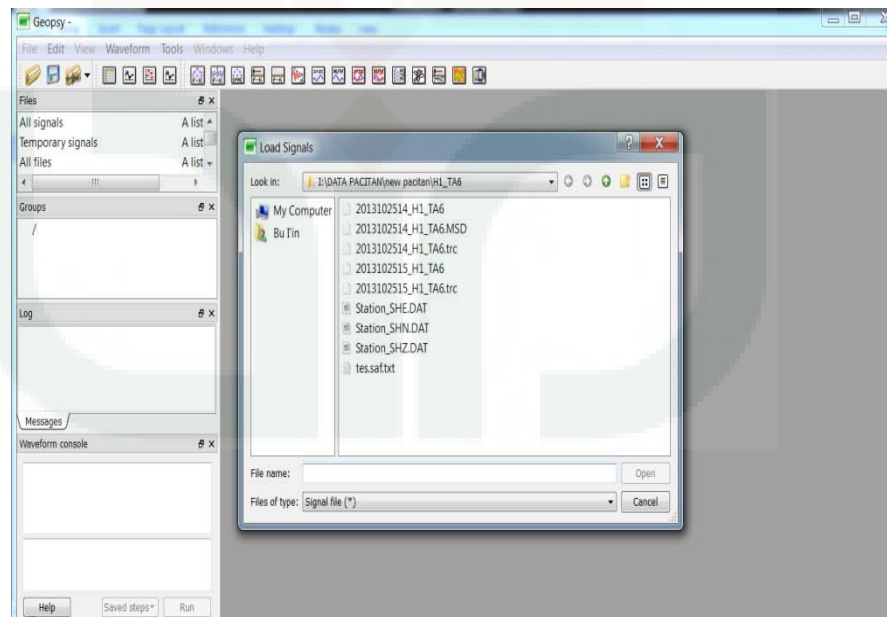 Geopsy -
File Edit View Waveform Tools Windows Help
Files
All signals A list
Temporary signals A list
All files A list
Groups
/
Log
Messages
Waveform console
Help Saved steps Run
Load Signals
Look in: I:\DATA PACITAN\new pacitan\H1_TA6
My Computer
Bu I'in
2013102514_H1_TA6
2013102514_H1_TA6.MSD
2013102514_H1_TA6.trc
2013102515_H1_TA6
2013102515_H1_TA6.trc
Station_SHE.DAT
Station_SHN.DAT
Station_SHZ.DAT
tes.saf.txt
File name: Open
Files of type: Signal file (*) Cancel